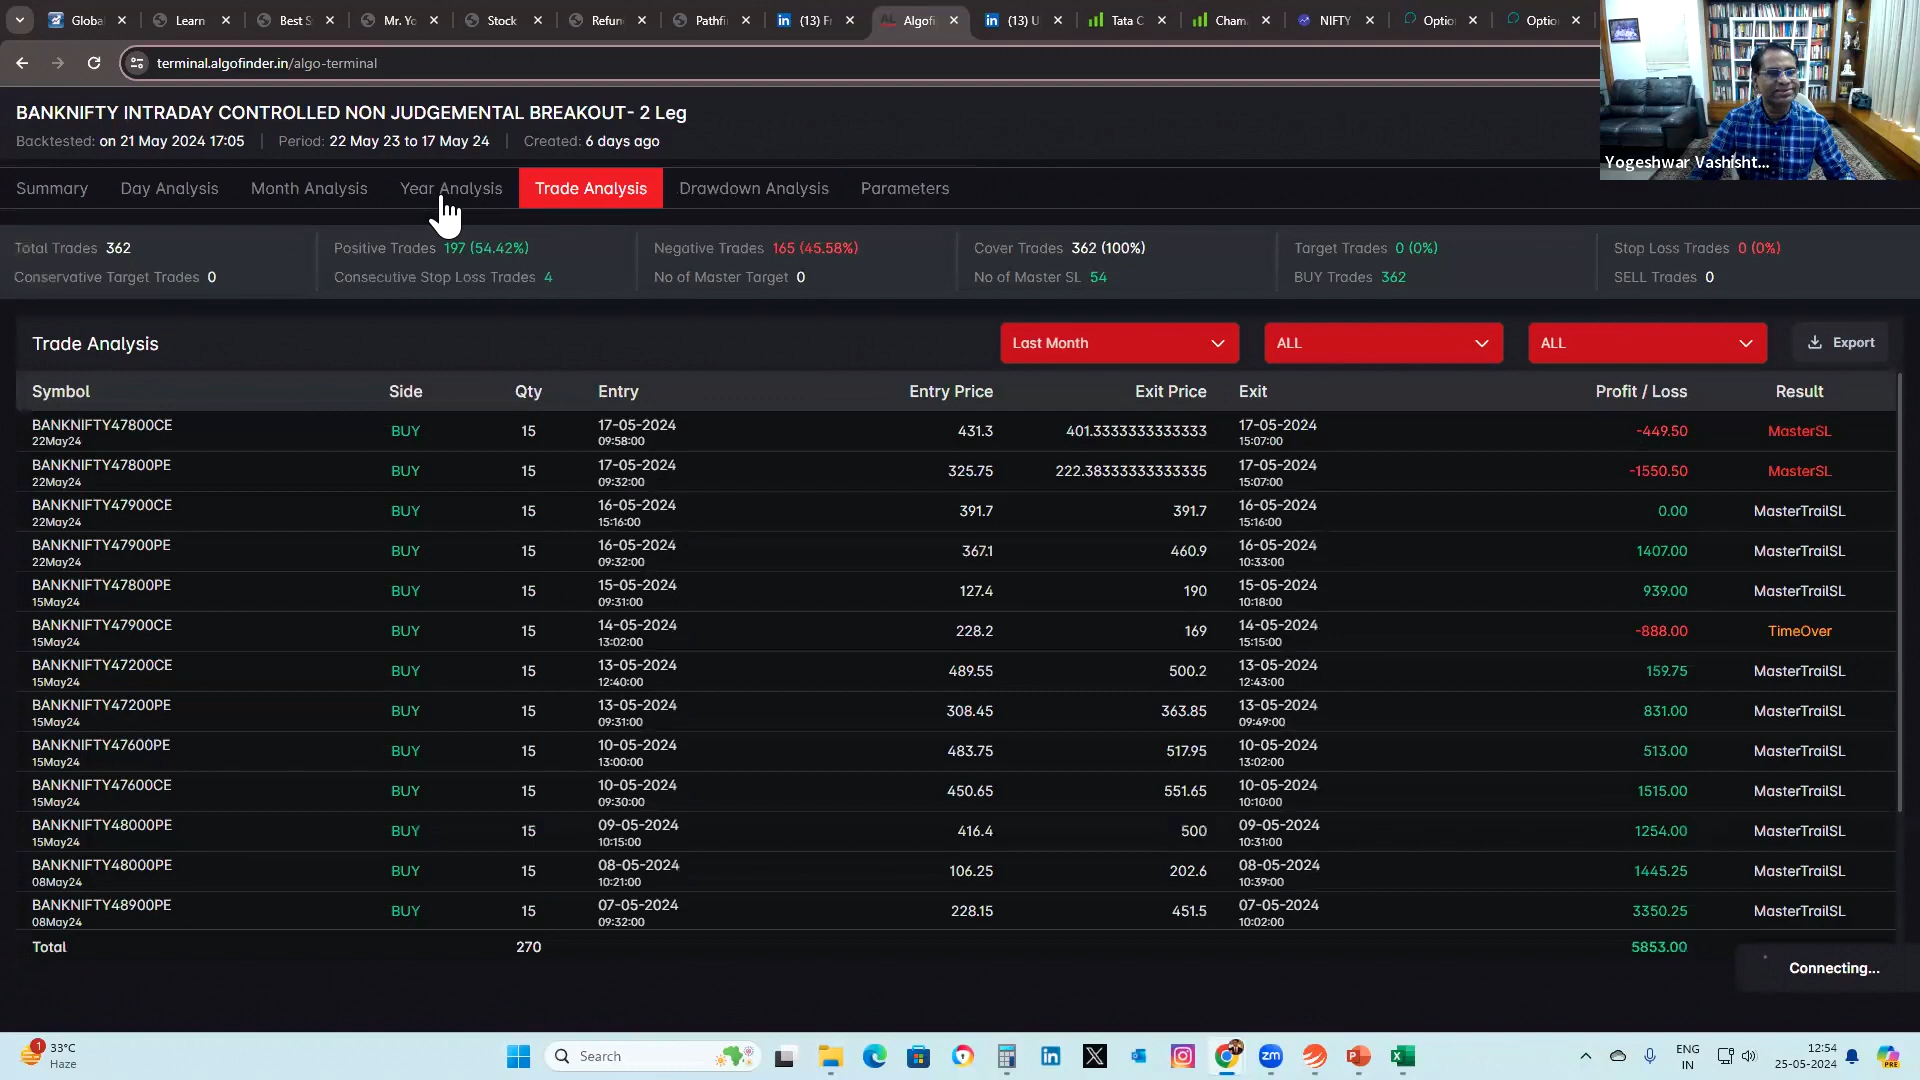 Globa
Learn
Best S
Mr. Yo
Stock
Refun
Pathfi
(13) F
Algofi
(13) U
Tata C
Cham
NIFTY
Optio
Optio
terminal.algofinder.in/algo-terminal
Yogeshwar Vashisht...
BANKNIFTY INTRADAY CONTROLLED NON JUDGEMENTAL BREAKOUT- 2 Leg
Backtested: on 21 May 2024 17:05 Period: 22 May 23 to 17 May 24 Created: 6 days ago
Summary Day Analysis Month Analysis Year Analysis Trade Analysis Drawdown Analysis Parameters
Total Trades 362 Positive Trades 197 (54.42%) Negative Trades 165 (45.58%) Cover Trades 362 (100%) Target Trades 0 (0%) Stop Loss Trades 0 (0%)
Conservative Target Trades 0 Consecutive Stop Loss Trades 4 No of Master Target 0 No of Master SL 54 BUY Trades 362 SELL Trades 0
Trade Analysis Last Month ALL ALL Export
Symbol Side Qty Entry Entry Price Exit Price Exit Profit / Loss Result
BANKNIFTY47800CE BUY 15 17-05-2024 431.3 401.3333333333333 17-05-2024 -449.50 MasterSL
22May24 09:58:00 15:07:00
BANKNIFTY47800PE BUY 15 17-05-2024 325.75 222.38333333333335 17-05-2024 -1550.50 MasterSL
22May24 09:32:00 15:07:00
BANKNIFTY47900CE BUY 15 16-05-2024 391.7 391.7 16-05-2024 0.00 MasterTrailSL
22May24 15:16:00 15:16:00
BANKNIFTY47900PE BUY 15 16-05-2024 367.1 460.9 16-05-2024 1407.00 MasterTrailSL
22May24 09:32:00 10:33:00
BANKNIFTY47800PE BUY 15 15-05-2024 127.4 190 15-05-2024 939.00 MasterTrailSL
15May24 09:31:00 10:18:00
BANKNIFTY47900CE BUY 15 14-05-2024 228.2 169 14-05-2024 -888.00 TimeOver
15May24 13:02:00 15:15:00
BANKNIFTY47200CE BUY 15 13-05-2024 489.55 500.2 13-05-2024 159.75 MasterTrailSL
15May24 12:40:00 12:43:00
BANKNIFTY47200PE BUY 15 13-05-2024 308.45 363.85 13-05-2024 831.00 MasterTrailSL
15May24 09:31:00 09:49:00
BANKNIFTY47600PE BUY 15 10-05-2024 483.75 517.95 10-05-2024 513.00 MasterTrailSL
15May24 13:00:00 13:02:00
BANKNIFTY47600CE BUY 15 10-05-2024 450.65 551.65 10-05-2024 1515.00 MasterTrailSL
15May24 09:30:00 10:10:00
BANKNIFTY48000PE BUY 15 09-05-2024 416.4 500 09-05-2024 1254.00 MasterTrailSL
15May24 10:15:00 10:31:00
BANKNIFTY48000PE BUY 15 08-05-2024 106.25 202.6 08-05-2024 1445.25 MasterTrailSL
08May24 10:21:00 10:39:00
BANKNIFTY48900PE BUY 15 07-05-2024 228.15 451.5 07-05-2024 3350.25 MasterTrailSL
08May24 09:32:00 10:02:00
Total 270 5853.00
Connecting...
1 33°C Search zm ENG 12:54
Haze IN 25-05-2024 PRE